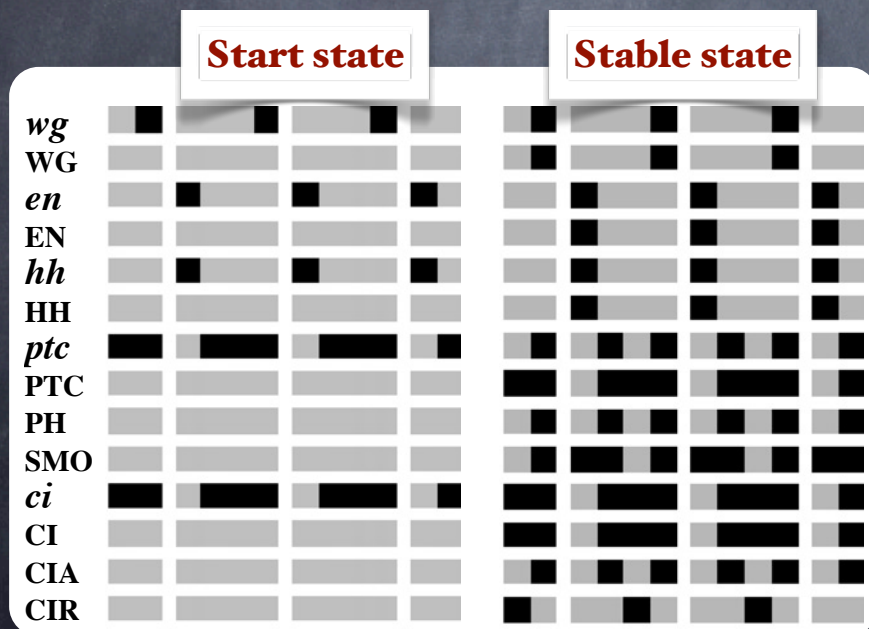 Start state
Stable state
wg
WG
en
EN
hh
HH
ptc
PTC
PH
SMO
ci
CI
CIA
CIR